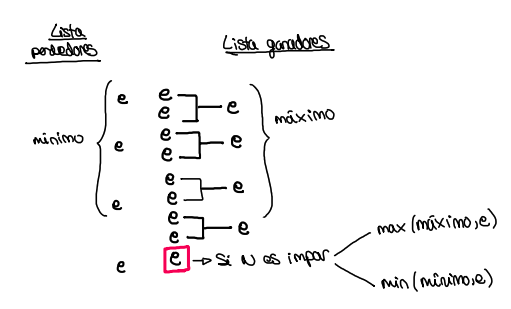 Lista
perdedores
Lista ganadores
e
e
e
e
máximo
e
e
mínimo
e
e
e
e
e
e
e
e
e
e
e
e
e → Si N es impar
max(máximo,e)
min(mínimo,e)